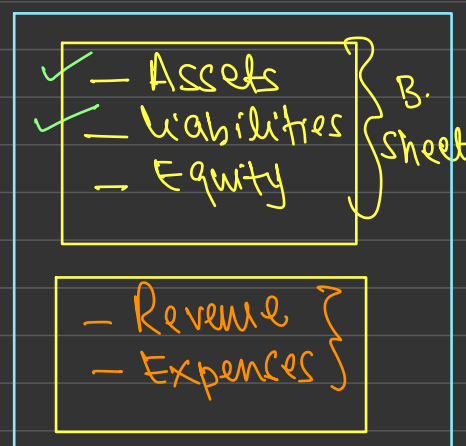 — Assets
— Liabilities
— Equity
B.
Sheet
— Revenue
— Expences